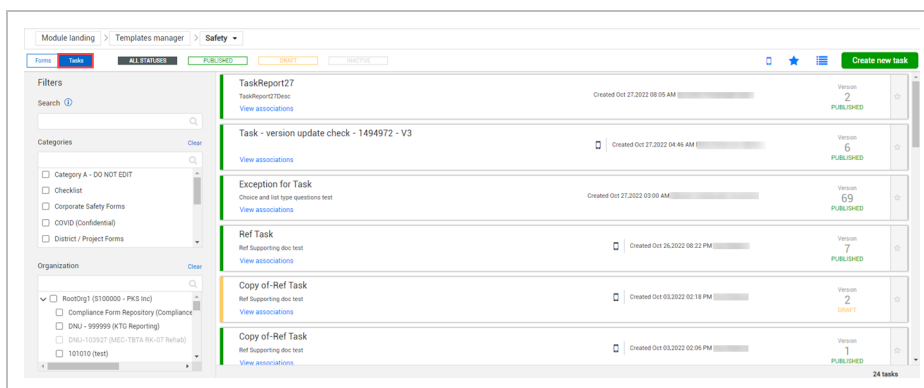 Module landing > Templates manager > Safety
Forms Tasks ALL STATUSES PUBLISHED DRAFT INACTIVE Create new task
Filters
Search
Categories Clear
Category A - DO NOT EDIT
Checklist
Corporate Safety Forms
COVID (Confidential)
District / Project Forms
Organization Clear
RootOrg1 (S100000 - PKS Inc)
Compliance Form Repository (Compliance
DNU - 999999 (KTG Reporting)
DNU-103927 (MEC-TBTA RK-07 Rehab)
101010 (test)
TaskReport27
TaskReport27Desc
View associations
Created Oct 27,2022 08:05 AM
Version
2
PUBLISHED
Task - version update check - 1494972 - V3
View associations
Created Oct 27,2022 04:46 AM
Version
6
PUBLISHED
Exception for Task
Choice and list type questions test
View associations
Created Oct 27,2022 03:00 AM
Version
69
PUBLISHED
Ref Task
Ref Supporting doc test
View associations
Created Oct 26,2022 08:22 PM
Version
7
PUBLISHED
Copy of-Ref Task
Ref Supporting doc test
View associations
Created Oct 03,2022 02:18 PM
Version
2
DRAFT
Copy of-Ref Task
Ref Supporting doc test
View associations
Created Oct 03,2022 02:06 PM
Version
1
PUBLISHED
24 tasks